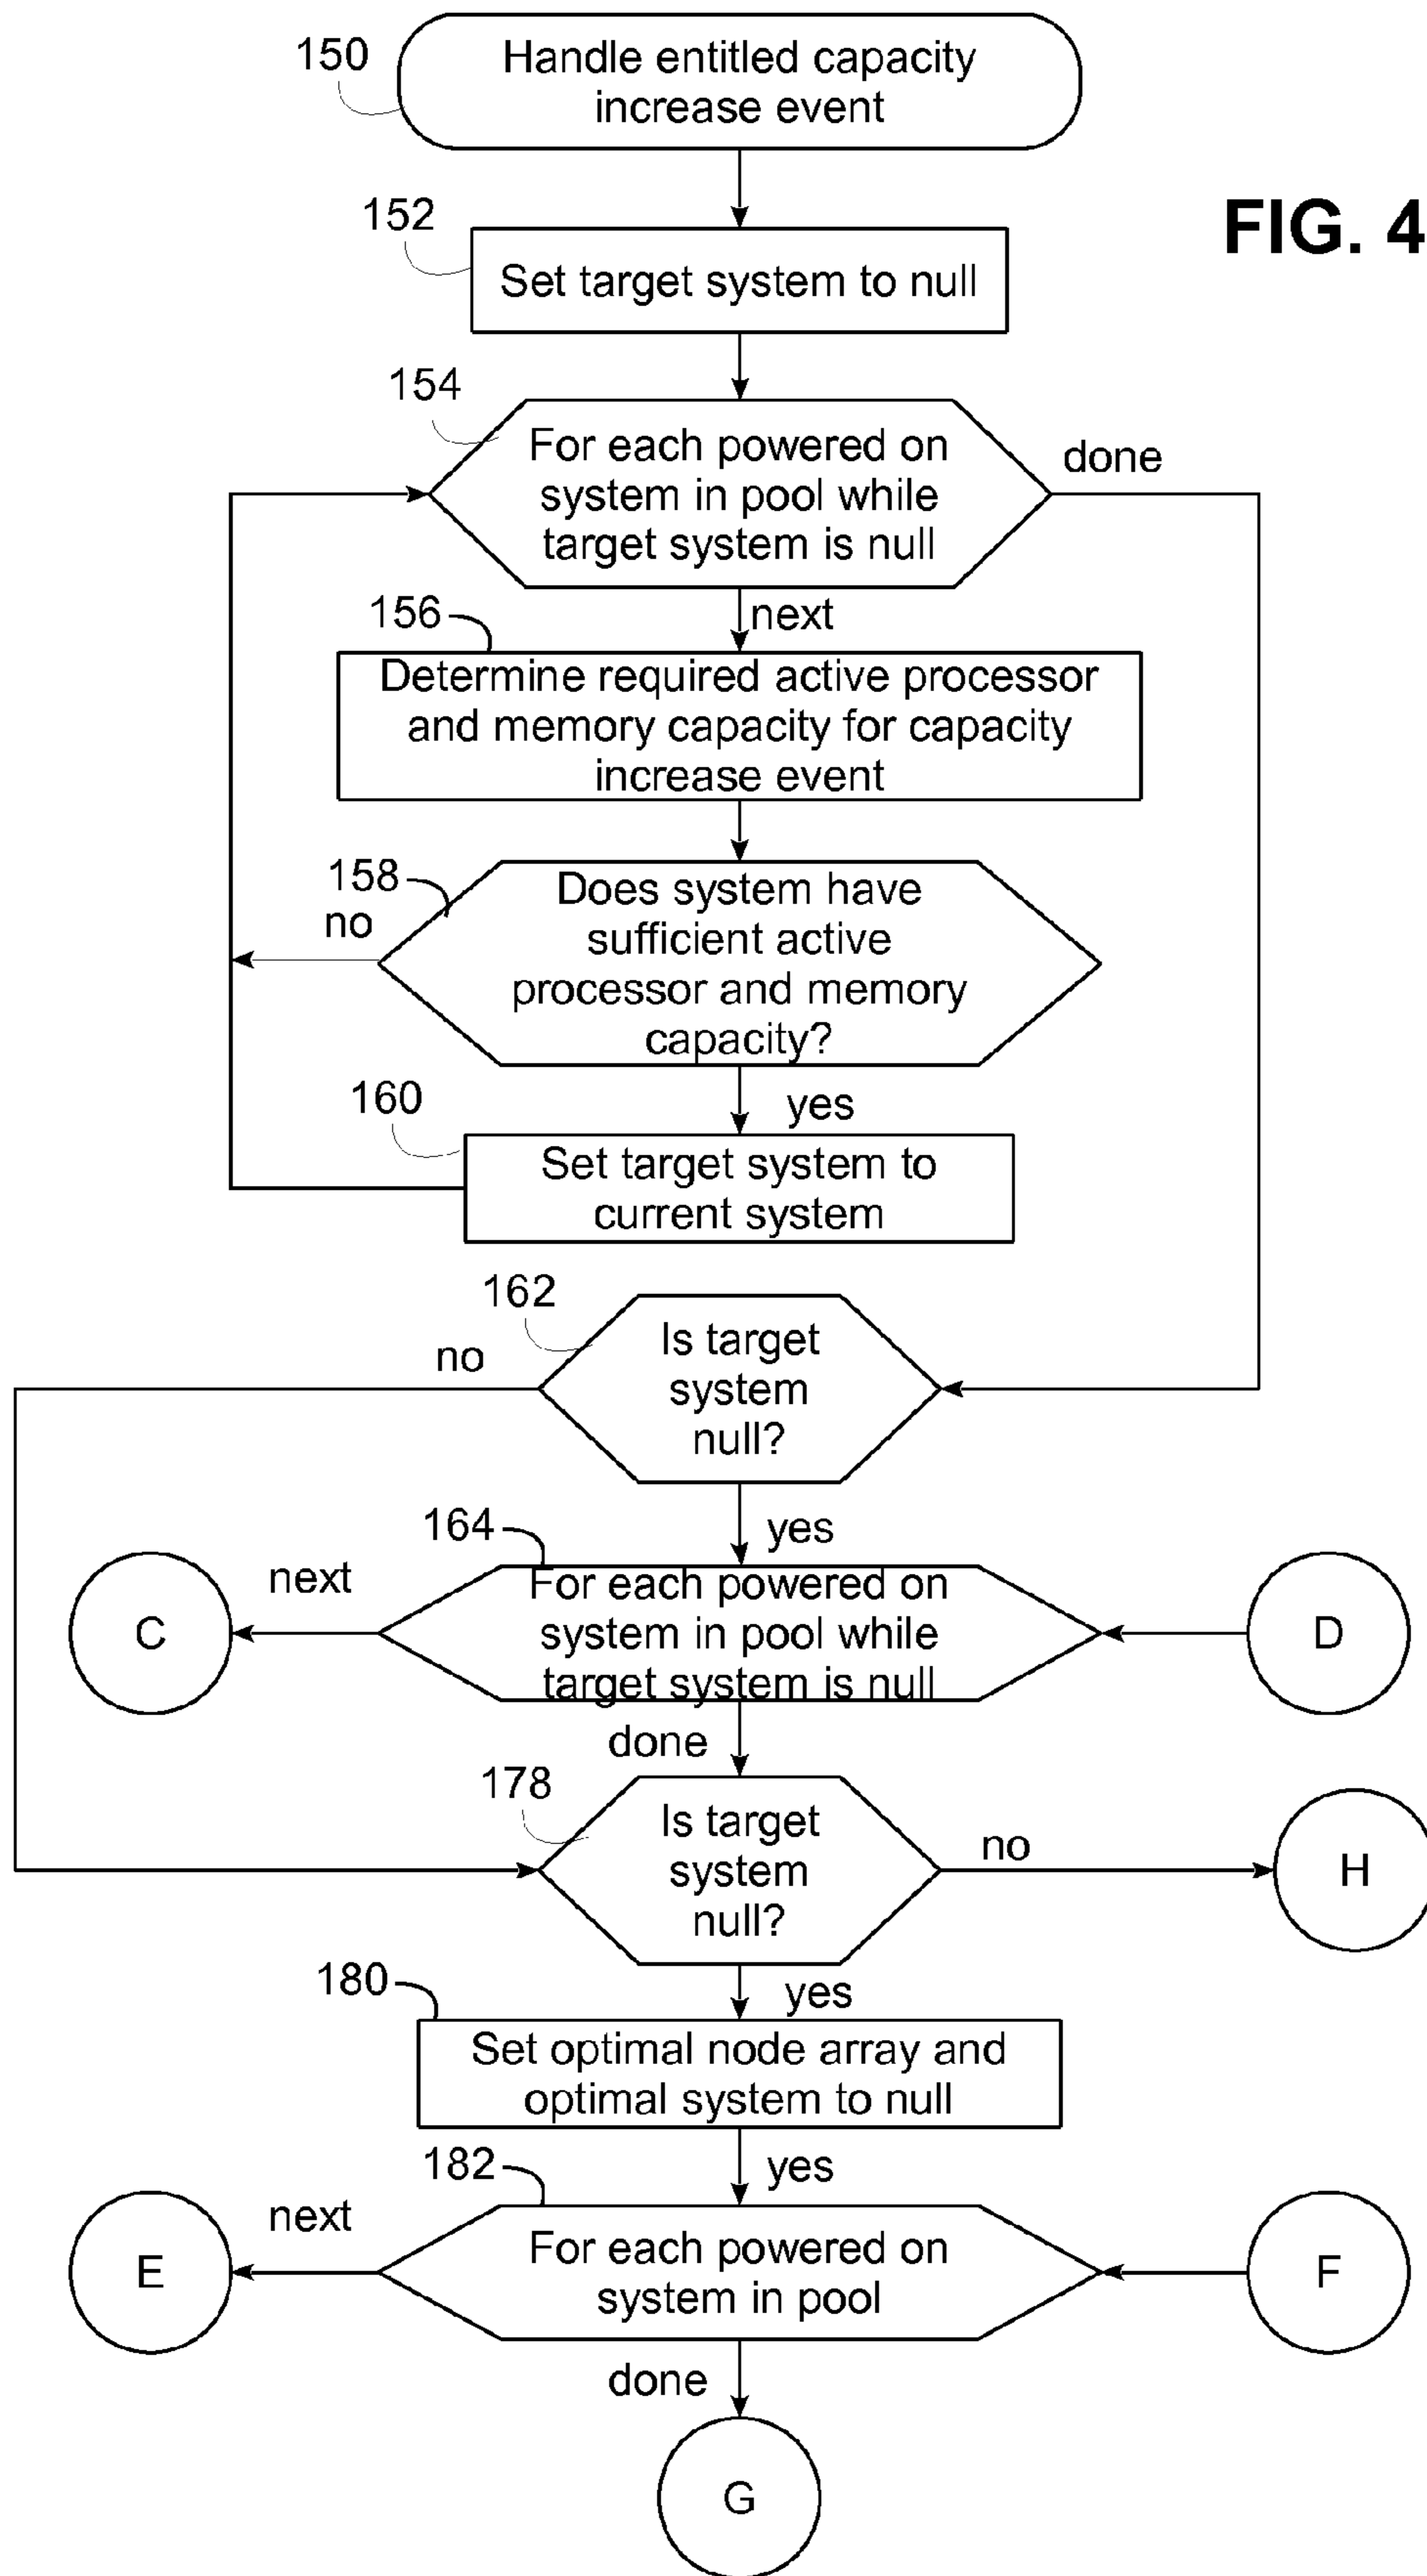 150
Handle entitled capacity
increase event
FIG. 4
152
Set target system to null
154
For each powered on
system in pool while
target system is null
done
next
156
Determine required active processor
and memory capacity for capacity
increase event
158
no
Does system have
sufficient active
processor and memory
capacity?
yes
160
Set target system to
current system
162
no
Is target
system
null?
yes
164
C
next
For each powered on
system in pool while
target system is null
D
done
178
Is target
system
null?
no
H
yes
180
Set optimal node array and
optimal system to null
yes
182
E
next
For each powered on
system in pool
F
done
G